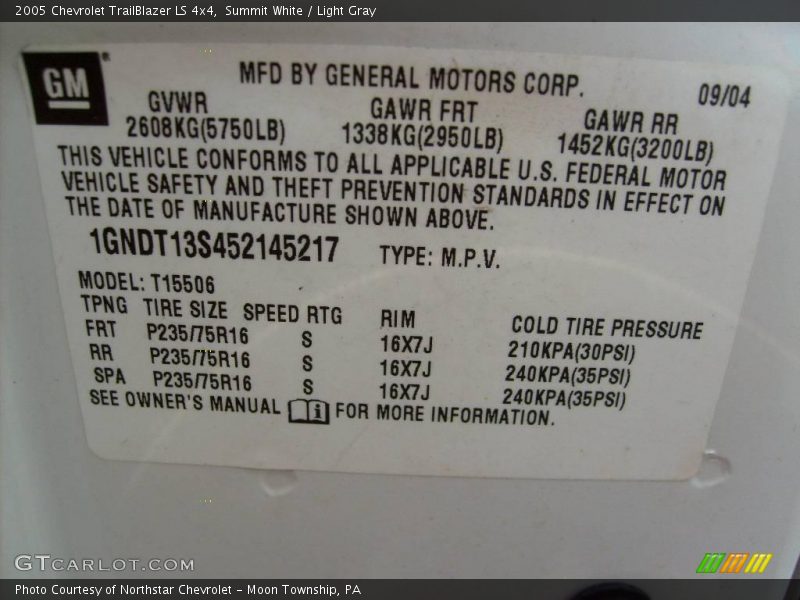 2005 Chevrolet TrailBlazer LS 4x4, Summit White / Light Gray
GM
MFD BY GENERAL MOTORS CORP.
09/04
GVWR GAWR FRT GAWR RR
2608KG(5750LB) 1338KG(2950LB) 1452KG(3200LB)
THIS VEHICLE CONFORMS TO ALL APPLICABLE U.S. FEDERAL MOTOR
VEHICLE SAFETY AND THEFT PREVENTION STANDARDS IN EFFECT ON
THE DATE OF MANUFACTURE SHOWN ABOVE.
1GNDT13S452145217 TYPE: M.P.V.
MODEL: T15506
TPNG TIRE SIZE SPEED RTG RIM COLD TIRE PRESSURE
FRT P235/75R16 S 16X7J 210KPA(30PSI)
RR P235/75R16 S 16X7J 240KPA(35PSI)
SPA P235/75R16 S 16X7J 240KPA(35PSI)
SEE OWNER'S MANUAL i FOR MORE INFORMATION.
GTCARLOT.COM
Photo Courtesy of Northstar Chevrolet - Moon Township, PA